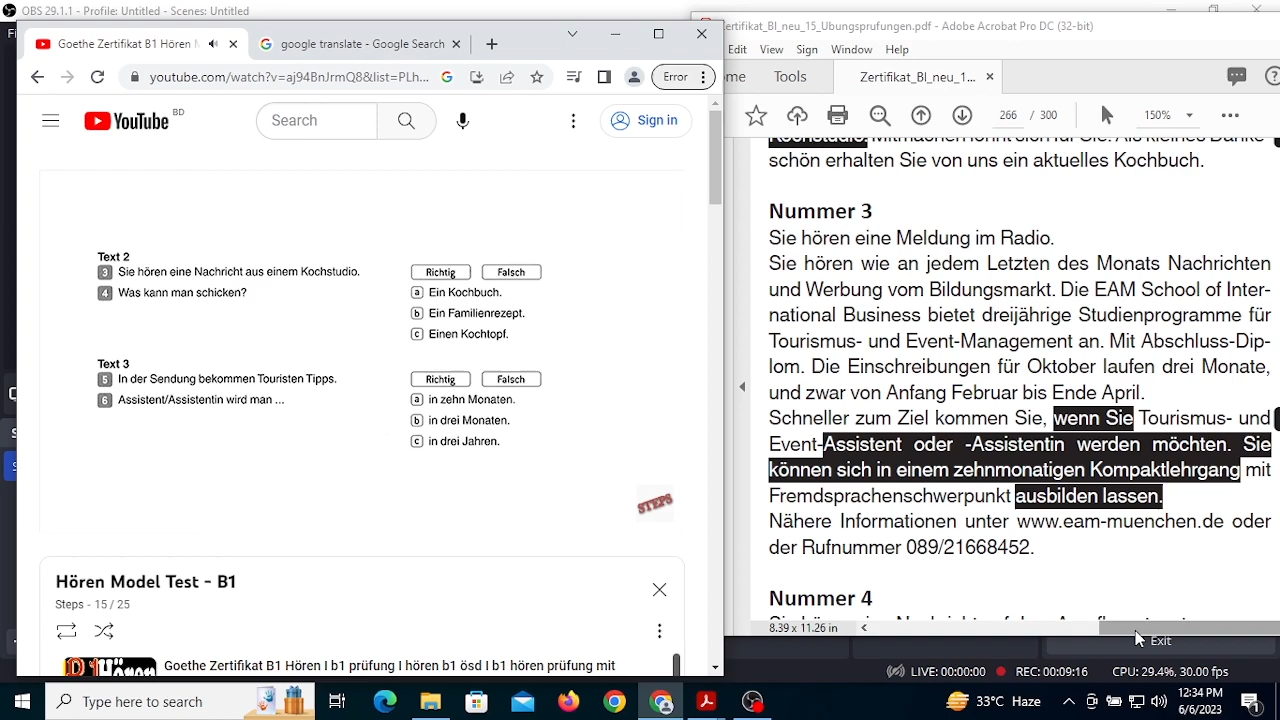 OBS 29.1.1 - Profile: Untitled - Scenes: Untitled
Goethe Zertifikat B1 Hören
google translate - Google Search
youtube.com/watch?v=aj94BnJrmQ8&list=PLh...
Error
YouTube BD
Search
Sign in
Text 2
3 Sie hören eine Nachricht aus einem Kochstudio. Richtig Falsch
4 Was kann man schicken? a Ein Kochbuch.
b Ein Familienrezept.
c Einen Kochtopf.
Text 3
5 In der Sendung bekommen Touristen Tipps. Richtig Falsch
6 Assistent/Assistentin wird man ... a in zehn Monaten.
b in drei Monaten.
c in drei Jahren.
STEPS
Hören Model Test - B1
Steps - 15 / 25
Goethe Zertifikat B1 Hören I b1 prüfung I hören b1 ösd I b1 hören prüfung mit
ertifikat_BI_neu_15_Übungsprufungen.pdf - Adobe Acrobat Pro DC (32-bit)
Edit View Sign Window Help
me Tools Zertifikat_BI_neu_1...
266 / 300 150%
schön erhalten Sie von uns ein aktuelles Kochbuch.
Nummer 3
Sie hören eine Meldung im Radio.
Sie hören wie an jedem Letzten des Monats Nachrichten
und Werbung vom Bildungsmarkt. Die EAM School of Inter-
national Business bietet dreijährige Studienprogramme für
Tourismus- und Event-Management an. Mit Abschluss-Dip-
lom. Die Einschreibungen für Oktober laufen drei Monate,
und zwar von Anfang Februar bis Ende April.
Schneller zum Ziel kommen Sie, wenn Sie Tourismus- und
Event-Assistent oder -Assistentin werden möchten. Sie
können sich in einem zehnmonatigen Kompaktlehrgang mit
Fremdsprachenschwerpunkt ausbilden lassen.
Nähere Informationen unter www.eam-muenchen.de oder
der Rufnummer 089/21668452.
Nummer 4
8.39 x 11.26 in
Exit
LIVE: 00:00:00 REC: 00:09:16 CPU: 29.4%, 30.00 fps
Type here to search
33°C Haze
12:34 PM
6/6/2023
1